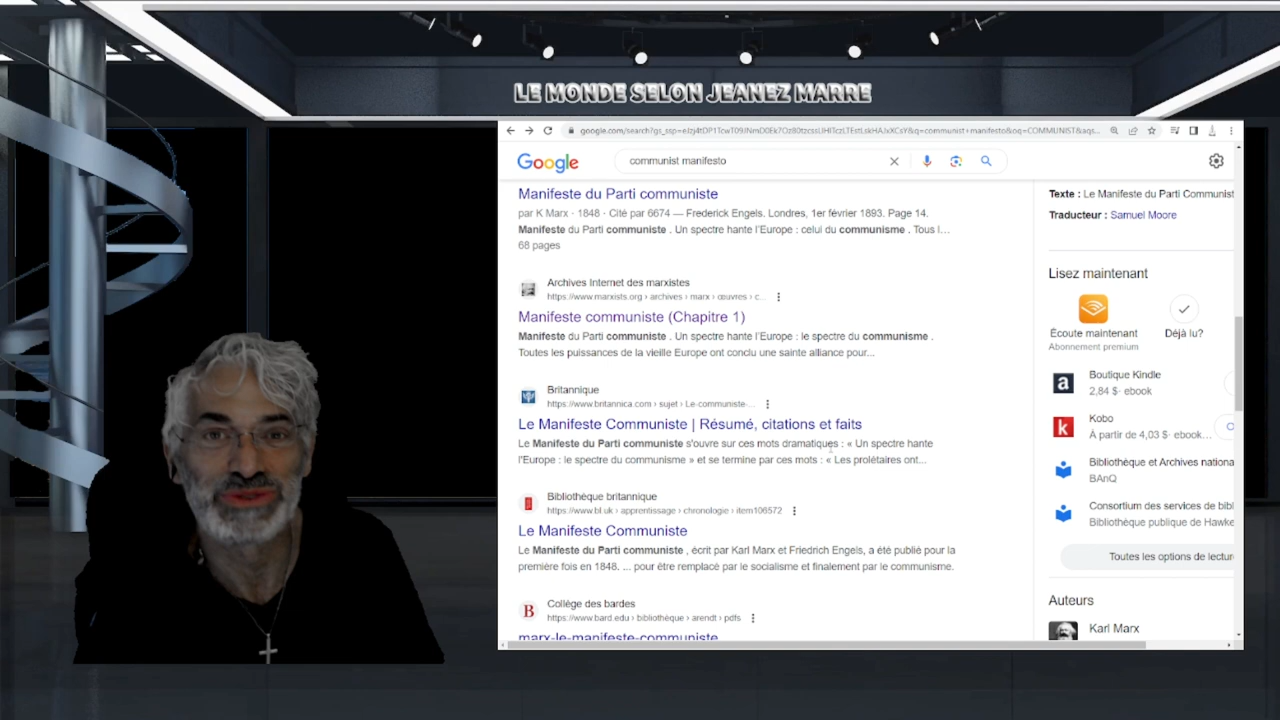 LE MONDE SELON JEANEZ MARRE
Google
communist manifesto
Manifeste du Parti communiste
par K Marx · 1848 · Cité par 6674 — Frederick Engels. Londres, 1er février 1893. Page 14.
Manifeste du Parti communiste . Un spectre hante l'Europe : celui du communisme . Tous l...
68 pages
Archives Internet des marxistes
https://www.marxists.org › archives › marx › œuvres › c...
Manifeste communiste (Chapitre 1)
Manifeste du Parti communiste . Un spectre hante l'Europe : le spectre du communisme .
Toutes les puissances de la vieille Europe ont conclu une sainte alliance pour...
Britannique
https://www.britannica.com › sujet › Le-communiste-...
Le Manifeste Communiste | Résumé, citations et faits
Le Manifeste du Parti communiste s'ouvre sur ces mots dramatiques : « Un spectre hante
l'Europe : le spectre du communisme » et se termine par ces mots : « Les prolétaires ont...
Bibliothèque britannique
https://www.bl.uk › apprentissage › chronologie › item106572
Le Manifeste Communiste
Le Manifeste du Parti communiste , écrit par Karl Marx et Friedrich Engels, a été publié pour la
première fois en 1848. ... pour être remplacé par le socialisme et finalement par le communisme.
Collège des bardes
B
https://www.bard.edu › bibliothèque › arendt › pdfs
marx-le-manifeste-communiste
Texte : Le Manifeste du Parti Communist
Traducteur : Samuel Moore
Lisez maintenant
Écoute maintenant
Abonnement premium
Déjà lu?
a
Boutique Kindle
2,84 $· ebook
k
Kobo
À partir de 4,03 $· ebook...
Bibliothèque et Archives nationa
BAnQ
Consortium des services de bibl
Bibliothèque publique de Hawke
Toutes les options de lectur
Auteurs
Karl Marx